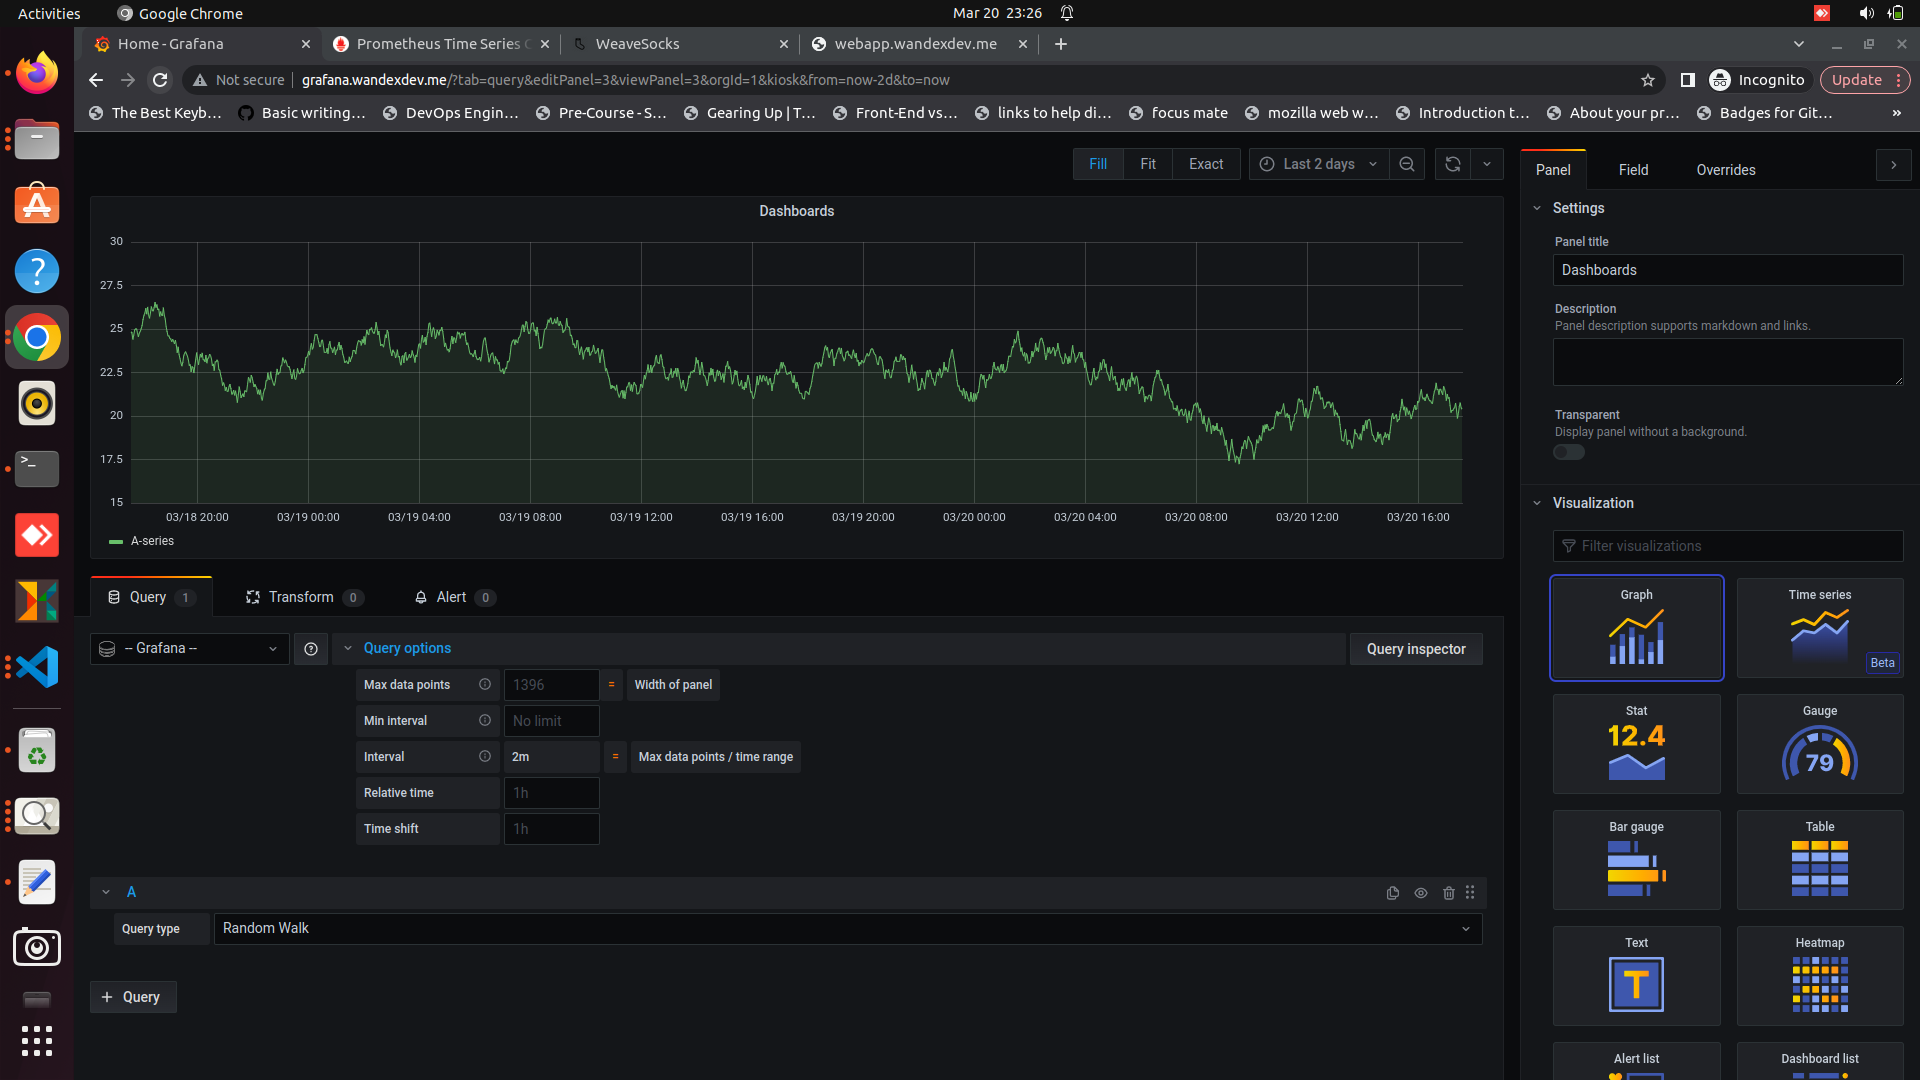 Activities
Google Chrome
Mar 20 23:26
Home - Grafana
Prometheus Time Series C
WeaveSocks
webapp.wandexdev.me
Not secure
grafana.wandexdev.me/?tab=query&editPanel=3&viewPanel=3&orgId=1&kiosk&from=now-2d&to=now
Incognito
Update
The Best Keyb…
Basic writing…
DevOps Engin…
Pre-Course - S…
Gearing Up | T…
Front-End vs…
links to help di…
focus mate
mozilla web w…
Introduction t…
About your pr…
Badges for Git…
»
Fill
Fit
Exact
Last 2 days
Dashboards
30
27.5
25
22.5
20
17.5
15
03/18 20:00
03/19 00:00
03/19 04:00
03/19 08:00
03/19 12:00
03/19 16:00
03/19 20:00
03/20 00:00
03/20 04:00
03/20 08:00
03/20 12:00
03/20 16:00
A-series
Query 1
Transform 0
Alert 0
-- Grafana --
Query options
Query inspector
Max data points
1396
=
Width of panel
Min interval
No limit
Interval
2m
=
Max data points / time range
Relative time
1h
Time shift
1h
A
Query type
Random Walk
+ Query
Panel
Field
Overrides
Settings
Panel title
Dashboards
Description
Panel description supports markdown and links.
Transparent
Display panel without a background.
Visualization
Filter visualizations
Graph
Time series
Beta
Stat
12.4
Gauge
79
Bar gauge
Table
Text
T
Heatmap
Alert list
Dashboard list